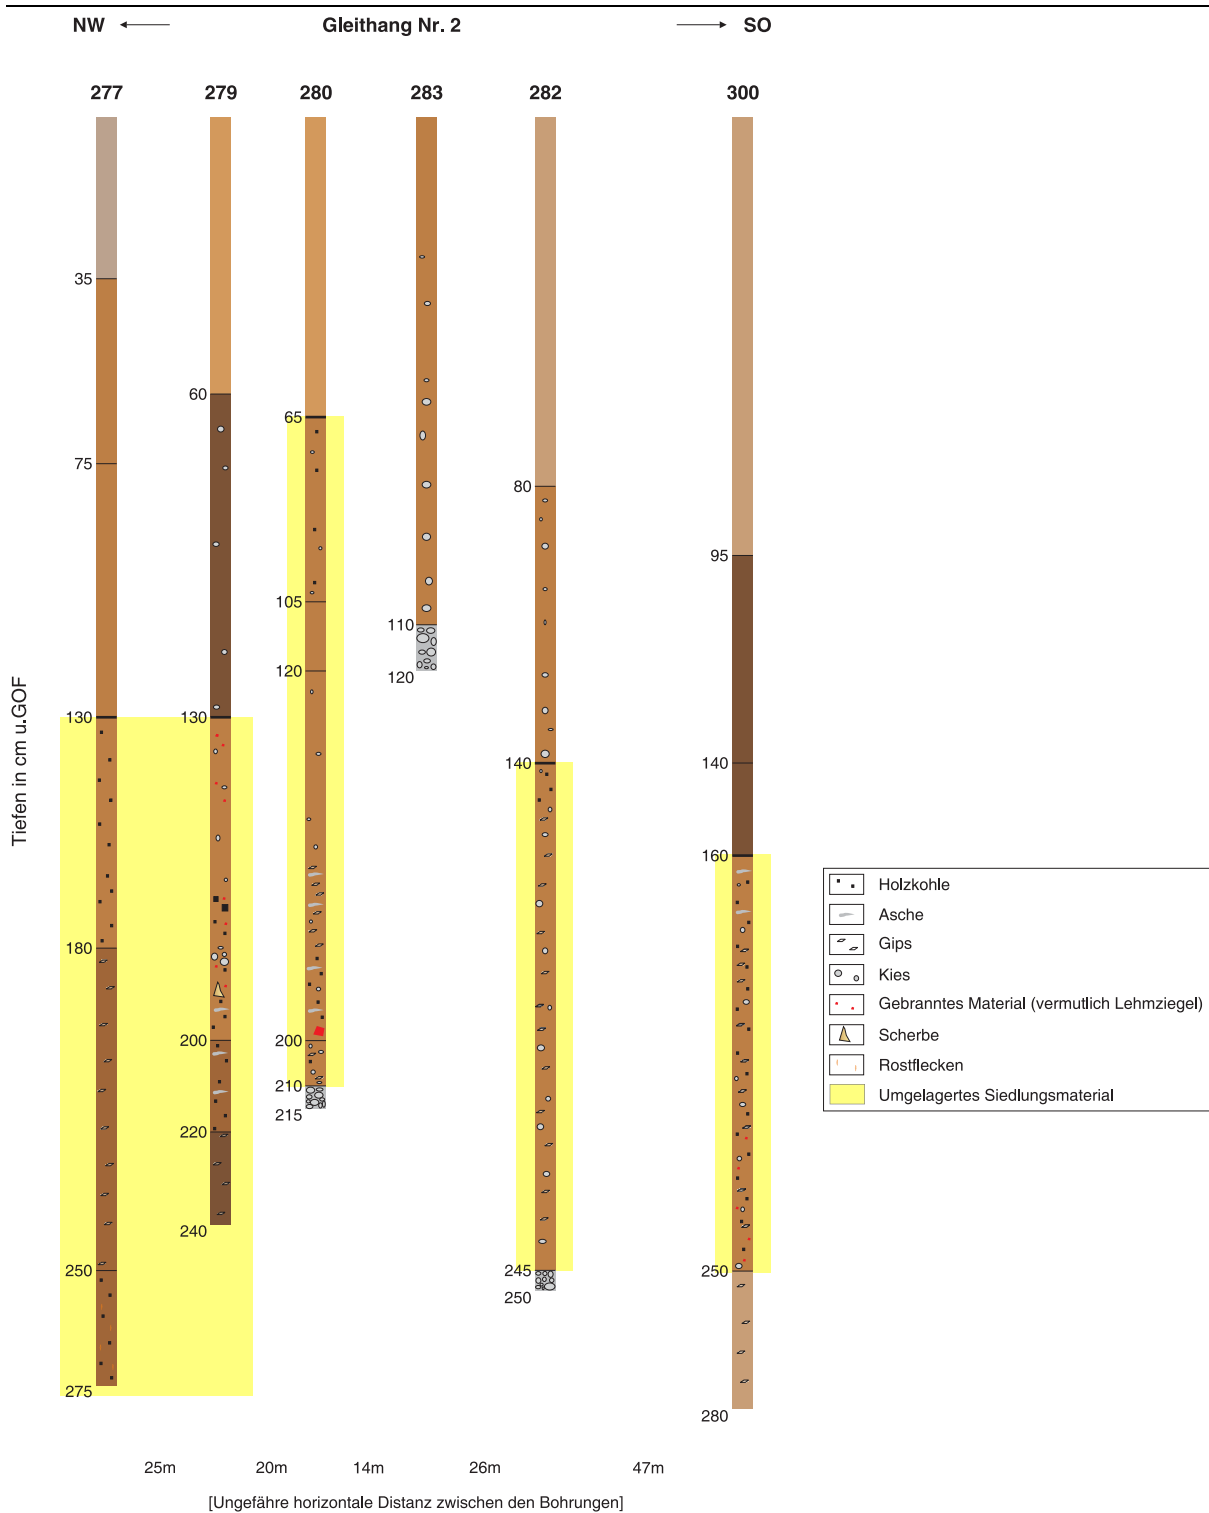 NW Gleithang Nr. 2 SO
277 279 280 283 282 300
35
60
65
75
80
95
105
110
120 120
130 130
140 140
160
180
200 200
210
215
220
240
245
250 250
250
275
280
Tiefen in cm u.GOF
Holzkohle
Asche
Gips
Kies
Gebranntes Material (vermutlich Lehmziegel)
Scherbe
Rostflecken
Umgelagertes Siedlungsmaterial
25m 20m 14m 26m 47m
[Ungefähre horizontale Distanz zwischen den Bohrungen]